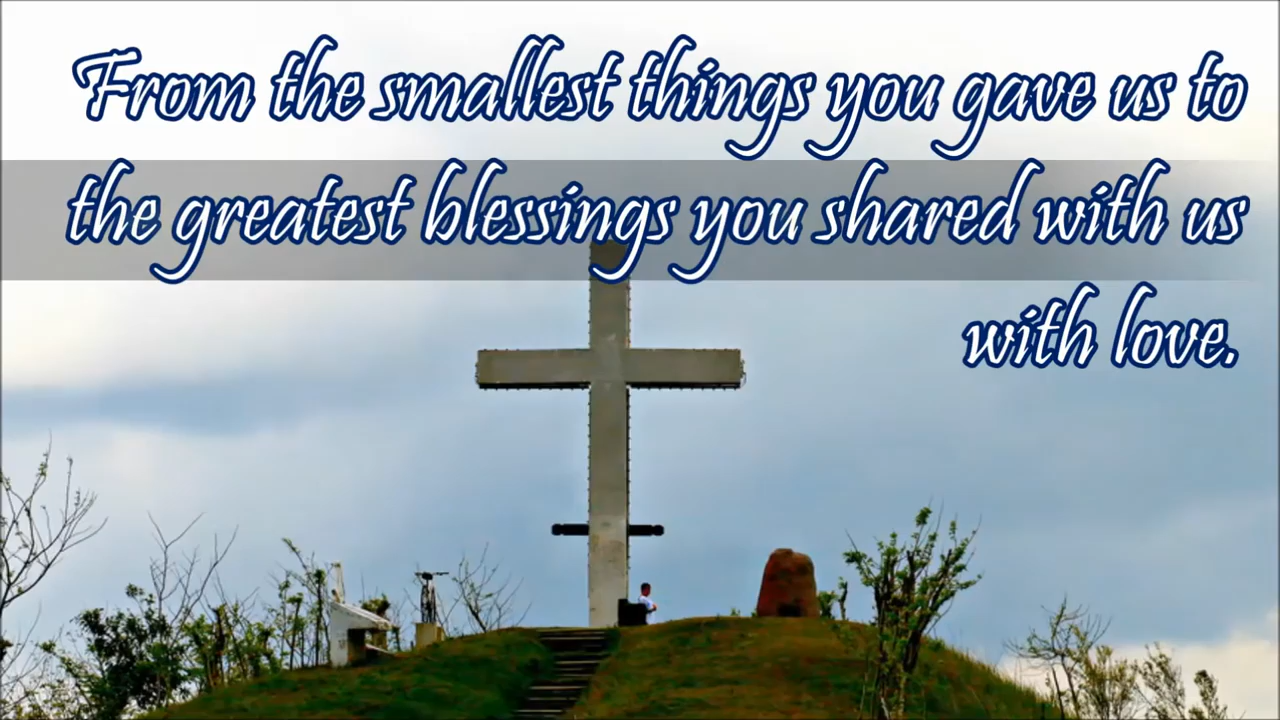 From the smallest things you gave us to
the greatest blessings you shared with us
with love.